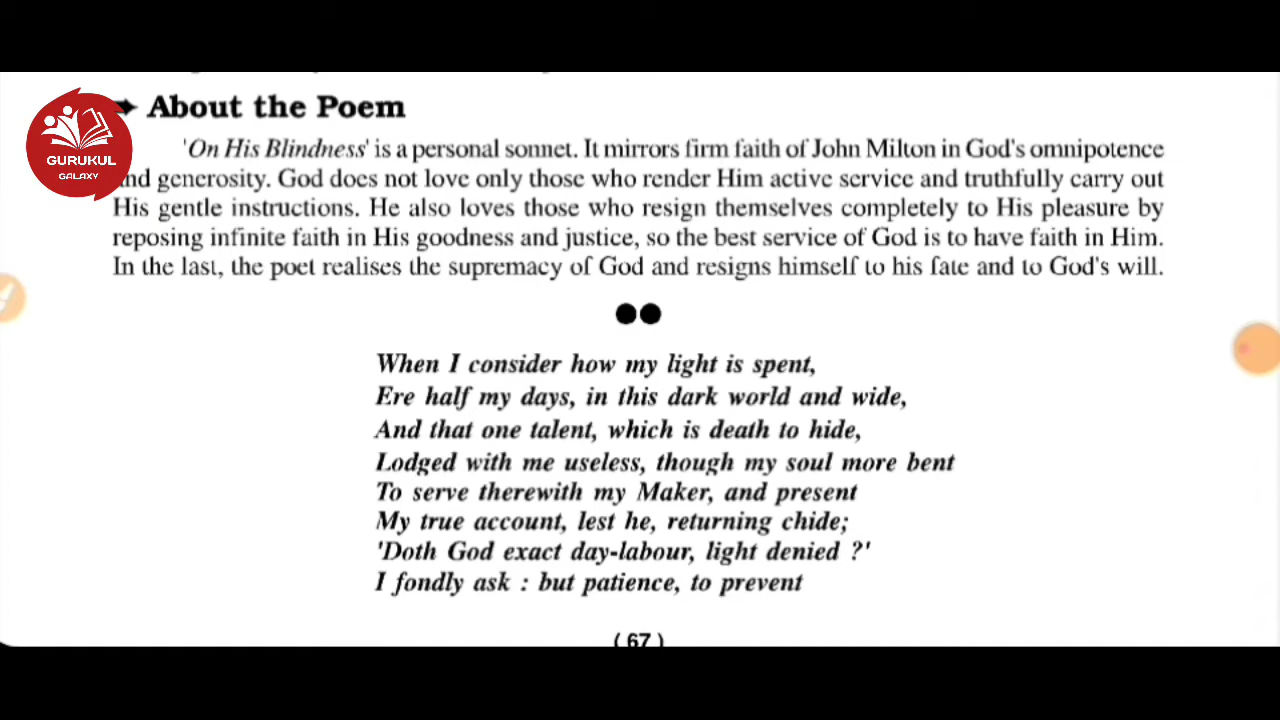 About the Poem
'On His Blindness' is a personal sonnet. It mirrors firm faith of John Milton in God's omnipotence
and generosity. God does not love only those who render Him active service and truthfully carry out
His gentle instructions. He also loves those who resign themselves completely to His pleasure by
reposing infinite faith in His goodness and justice, so the best service of God is to have faith in Him.
In the last, the poet realises the supremacy of God and resigns himself to his fate and to God's will.
When I consider how my light is spent,
Ere half my days, in this dark world and wide,
And that one talent, which is death to hide,
Lodged with me useless, though my soul more bent
To serve therewith my Maker, and present
My true account, lest he, returning chide;
'Doth God exact day-labour, light denied ?'
I fondly ask : but patience, to prevent
( 67 )
GURUKUL
GALAXY